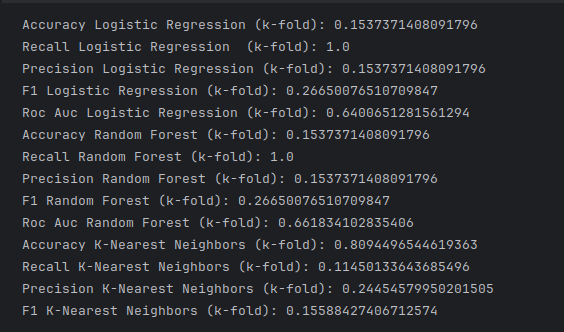 Accuracy Logistic Regression (k-fold): 0.1537371408091796
Recall Logistic Regression  (k-fold): 1.0
Precision Logistic Regression (k-fold): 0.1537371408091796
F1 Logistic Regression (k-fold): 0.26650076510709847
Roc Auc Logistic Regression (k-fold): 0.6400651281561294
Accuracy Random Forest (k-fold): 0.1537371408091796
Recall Random Forest (k-fold): 1.0
Precision Random Forest (k-fold): 0.1537371408091796
F1 Random Forest (k-fold): 0.26650076510709847
Roc Auc Random Forest (k-fold): 0.661834102835406
Accuracy K-Nearest Neighbors (k-fold): 0.8094496544619363
Recall K-Nearest Neighbors (k-fold): 0.11450133643685496
Precision K-Nearest Neighbors (k-fold): 0.24454579950201505
F1 K-Nearest Neighbors (k-fold): 0.15588427406712574